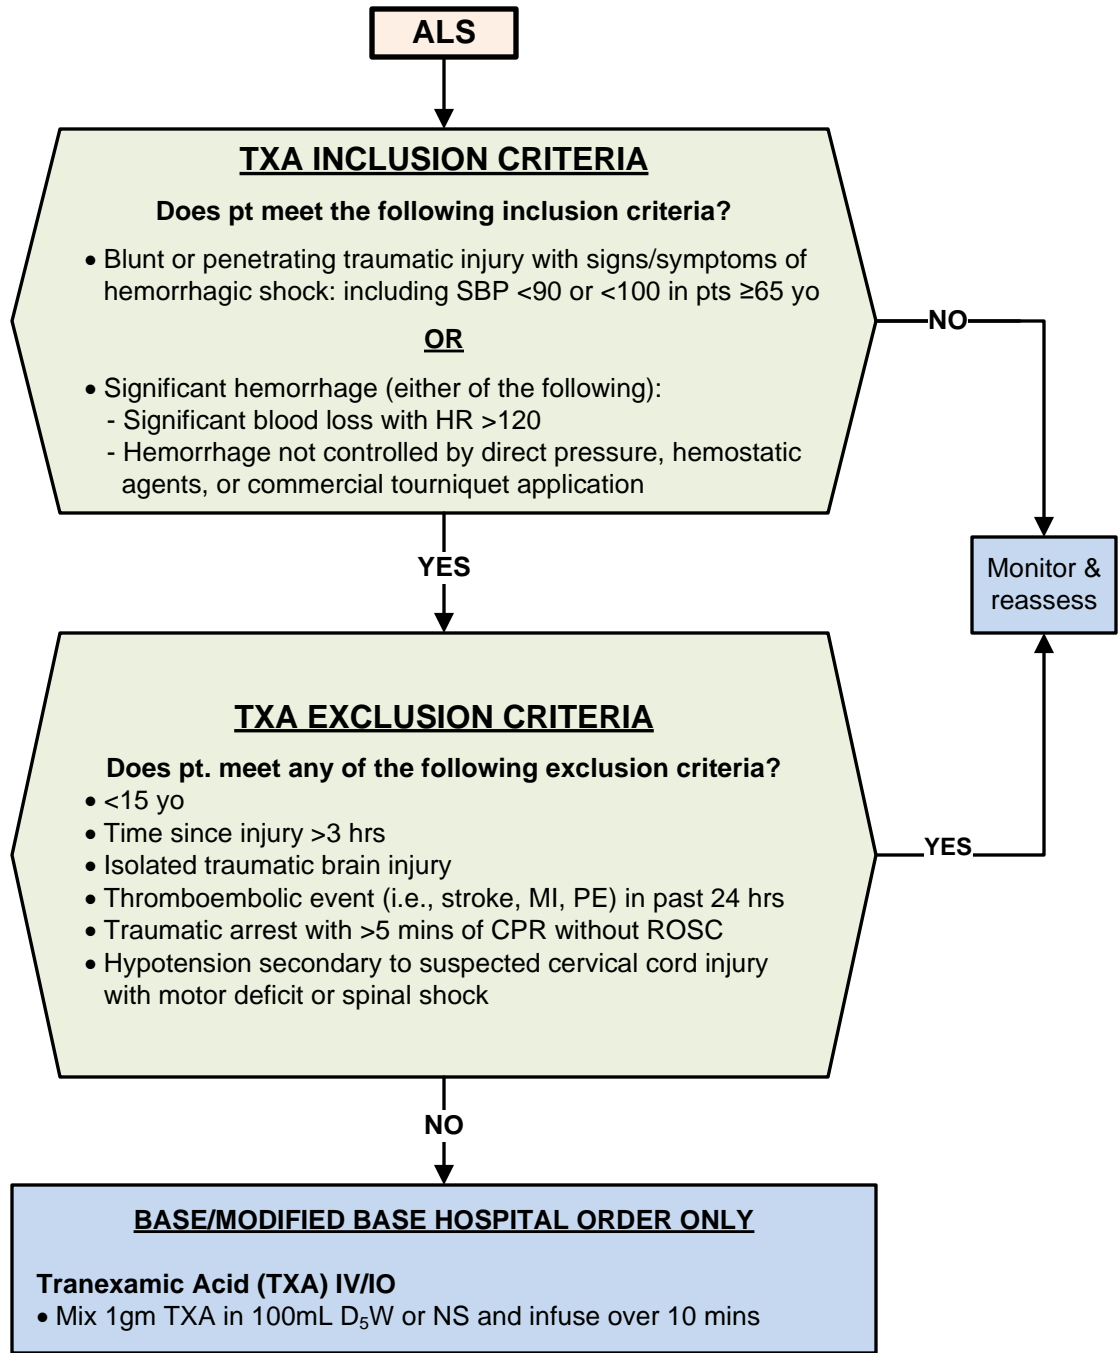 ALS
TXA INCLUSION CRITERIA
Does pt meet the following inclusion criteria?
• Blunt or penetrating traumatic injury with signs/symptoms of
hemorrhagic shock: including SBP <90 or <100 in pts ≥65 yo
OR
• Significant hemorrhage (either of the following):
- Significant blood loss with HR >120
- Hemorrhage not controlled by direct pressure, hemostatic
agents, or commercial tourniquet application
NO
YES
Monitor &
reassess
TXA EXCLUSION CRITERIA
Does pt. meet any of the following exclusion criteria?
• <15 yo
• Time since injury >3 hrs
• Isolated traumatic brain injury
• Thromboembolic event (i.e., stroke, MI, PE) in past 24 hrs
• Traumatic arrest with >5 mins of CPR without ROSC
• Hypotension secondary to suspected cervical cord injury
with motor deficit or spinal shock
YES
NO
BASE/MODIFIED BASE HOSPITAL ORDER ONLY
Tranexamic Acid (TXA) IV/IO
• Mix 1gm TXA in 100mL D₅W or NS and infuse over 10 mins